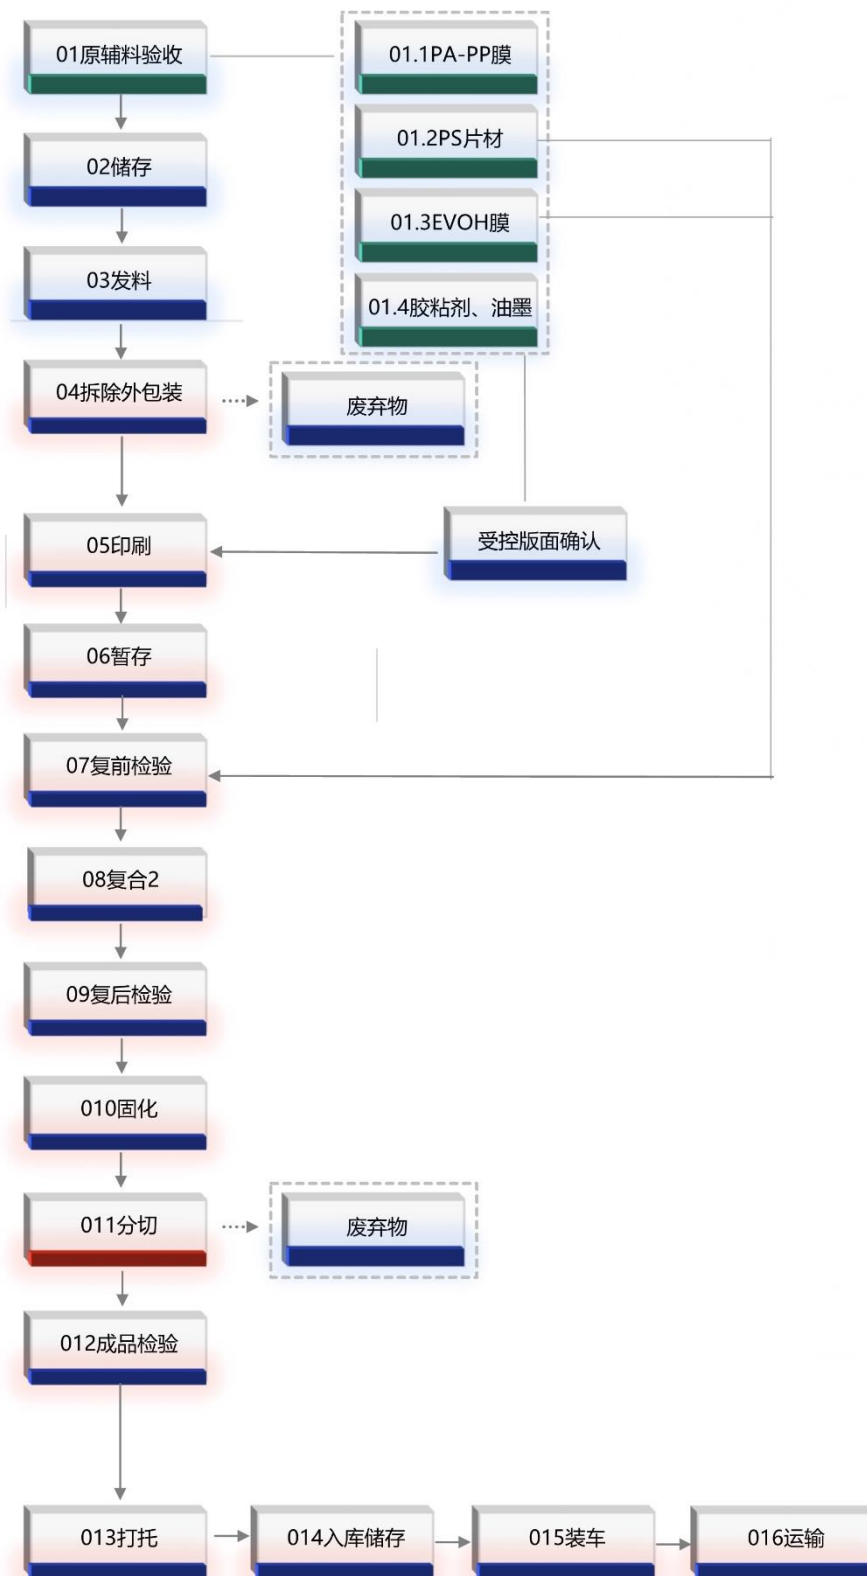 01原辅料验收
01.1PA-PP膜
01.2PS片材
01.3EVOH膜
01.4胶粘剂、油墨
02储存
03发料
04拆除外包装
废弃物
05印刷
受控版面确认
06暂存
07复前检验
08复合2
09复后检验
010固化
011分切
废弃物
012成品检验
013打托
014入库储存
015装车
016运输